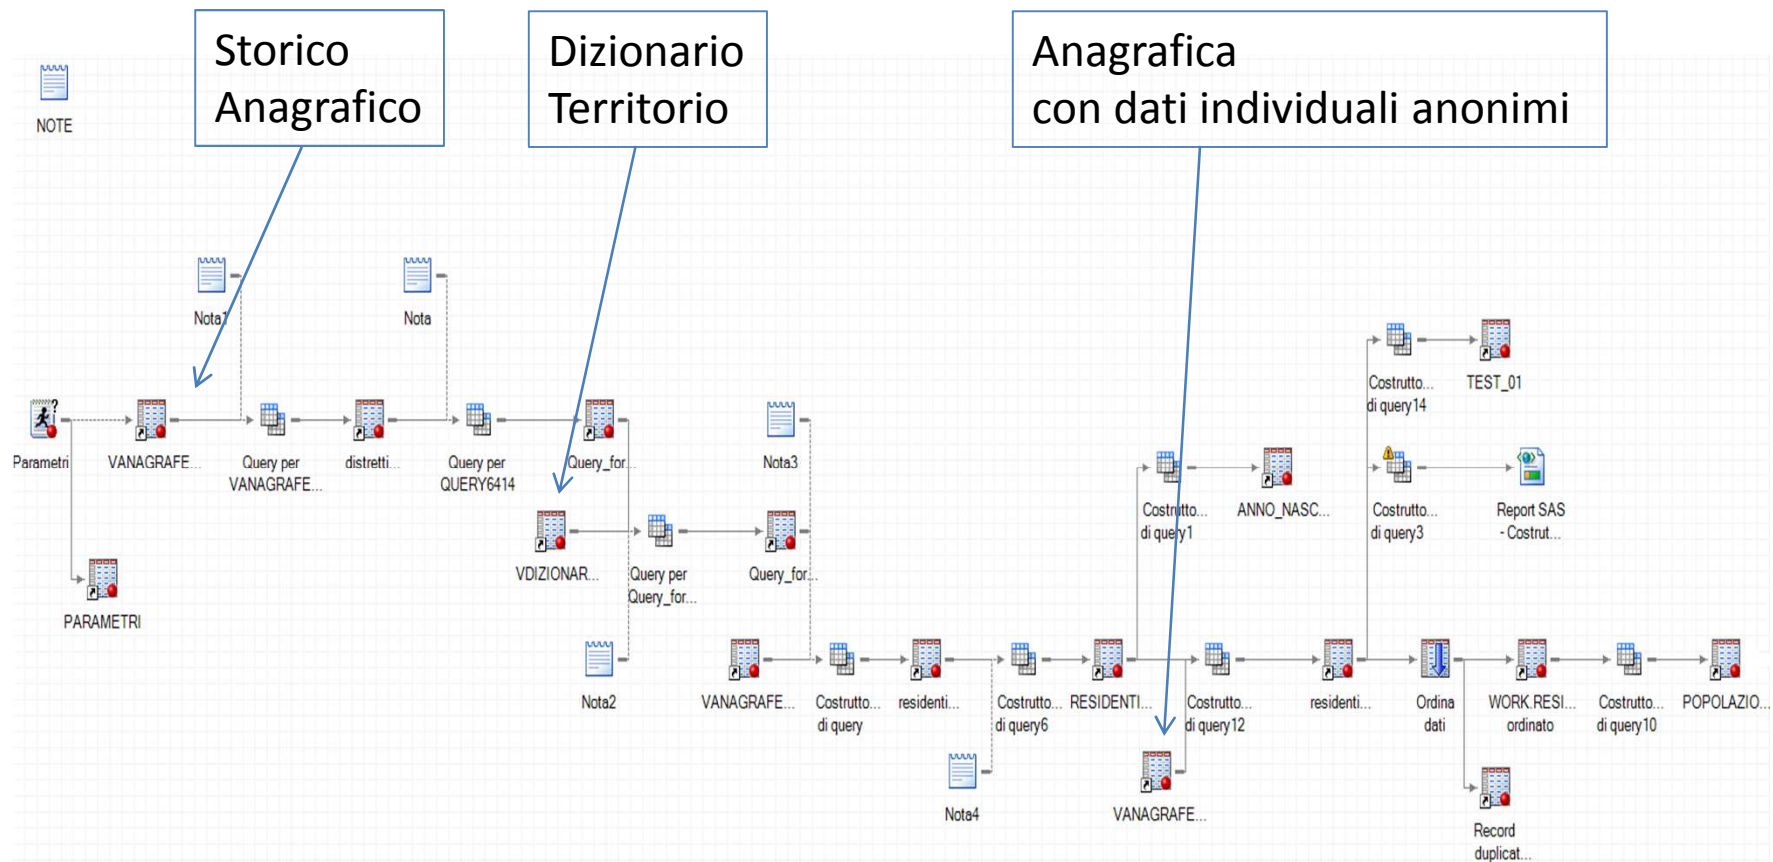 Storico
Anagrafico
Dizionario
Territorio
Anagrafica
con dati individuali anonimi
NOTE
Nota1
Nota
Parametri
VANAGRAFE...
Query per
VANAGRAFE...
distretti...
Query per
QUERY6414
Query_for...
Nota3
Costrutto...
di query14
TEST_01
Costrutto...
di query1
ANNO_NASC...
Costrutto...
di query3
Report SAS
- Costrut...
VDIZIONAR...
Query per
Query_for...
Query_for...
PARAMETRI
Nota2
VANAGRAFE...
Costrutto...
di query
residenti...
Costrutto...
di query6
RESIDENTI...
Costrutto...
di query12
residenti...
Ordina
dati
WORK.RESI...
ordinato
Costrutto...
di query10
POPOLAZIO...
Nota4
VANAGRAFE...
Record
duplicat...